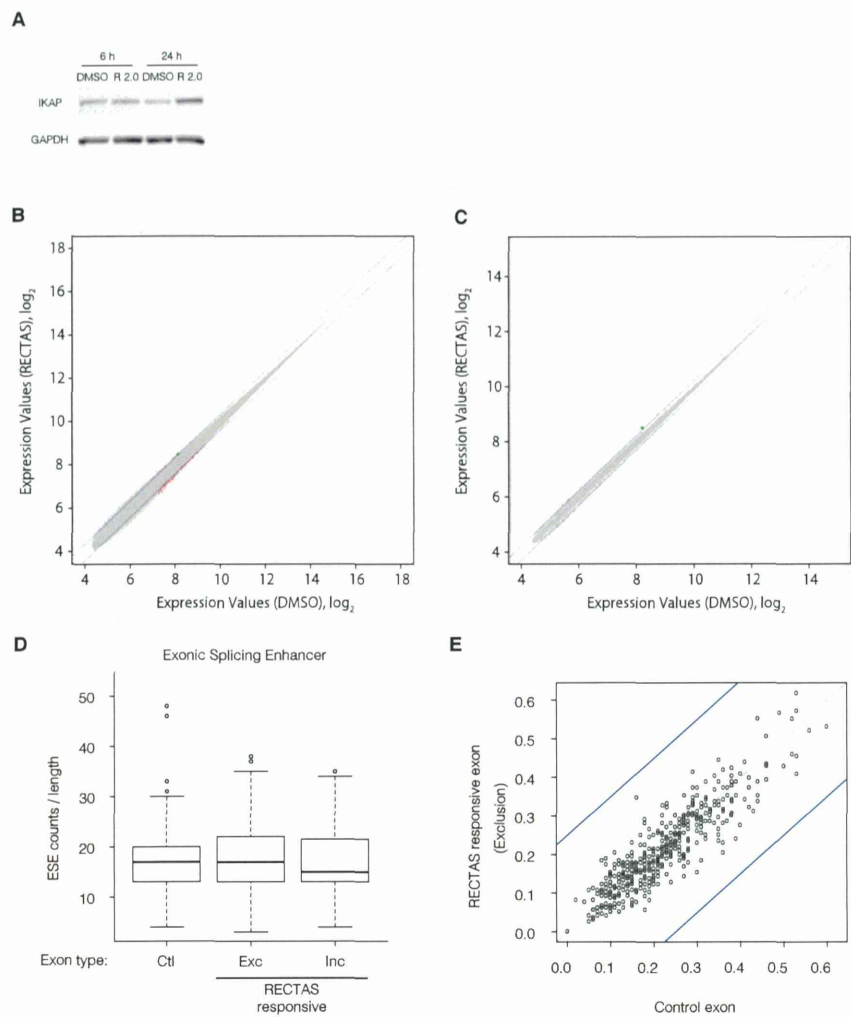 A
6 h 24 h
DMSO R 2.0 DMSO R 2.0
IKAP
GAPDH
B
Expression Values (RECTAS), log2
18
16
14
12
10
8
6
4
4 6 8 10 12 14 16 18
Expression Values (DMSO), log2
C
Expression Values (RECTAS), log2
14
12
10
8
6
4
4 6 8 10 12 14
Expression Values (DMSO), log2
D
Exonic Splicing Enhancer
ESE counts / length
50
40
30
20
10
Exon type: Ctl Exc Inc
RECTAS
responsive
E
RECTAS responsive exon
(Exclusion)
0.6
0.5
0.4
0.3
0.2
0.1
0.0
0.0 0.1 0.2 0.3 0.4 0.5 0.6
Control exon